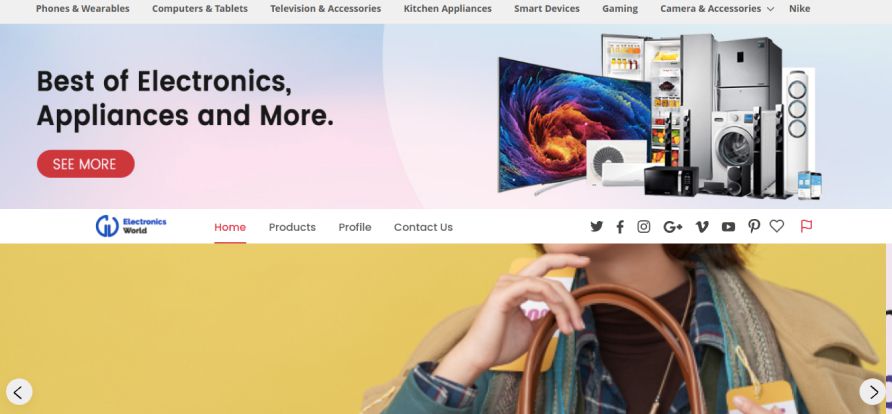 Phones & Wearables Computers & Tablets Television & Accessories Kitchen Appliances Smart Devices Gaming Camera & Accessories Nike
Best of Electronics,
Appliances and More.
SEE MORE
Electronics
World
Home Products Profile Contact Us